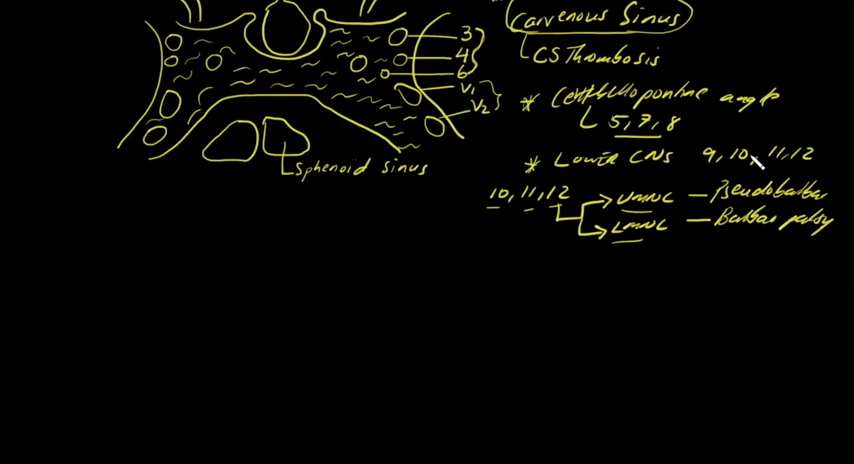 Carvenous Sinus
CS Thrombosis
3
4
6
V1
V2
* Cerebellopontine angle
5, 7, 8
* Lower CNS 9, 10, 11, 12
10, 11, 12
UMNL — Pseudobulbar
LMNL — Bulbar palsy
Sphenoid sinus